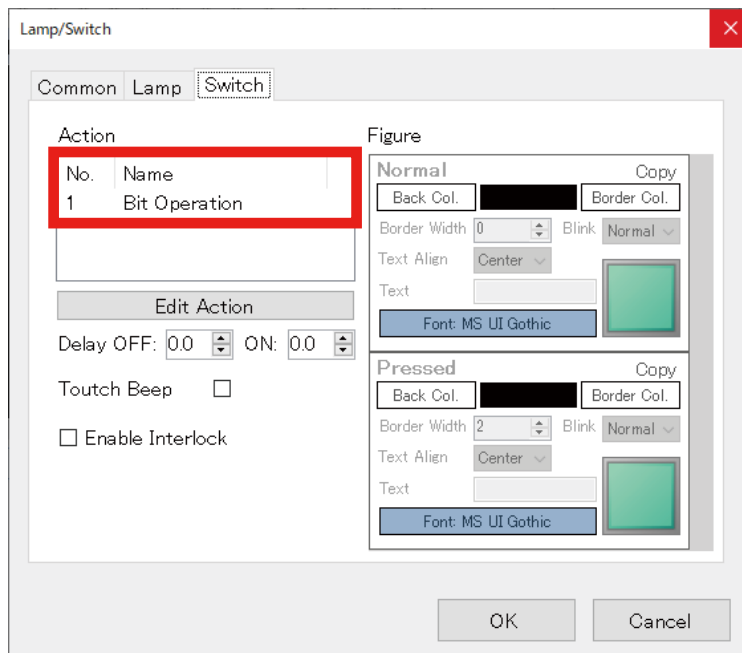 Lamp/Switch
Common Lamp Switch
Action
No. Name
1 Bit Operation
Edit Action
Delay OFF: 0.0 ON: 0.0
Toutch Beep
Enable Interlock
Figure
Normal Copy
Back Col. Border Col.
Border Width 0 Blink Normal
Text Align Center
Text
Font: MS UI Gothic
Pressed Copy
Back Col. Border Col.
Border Width 2 Blink Normal
Text Align Center
Text
Font: MS UI Gothic
OK Cancel